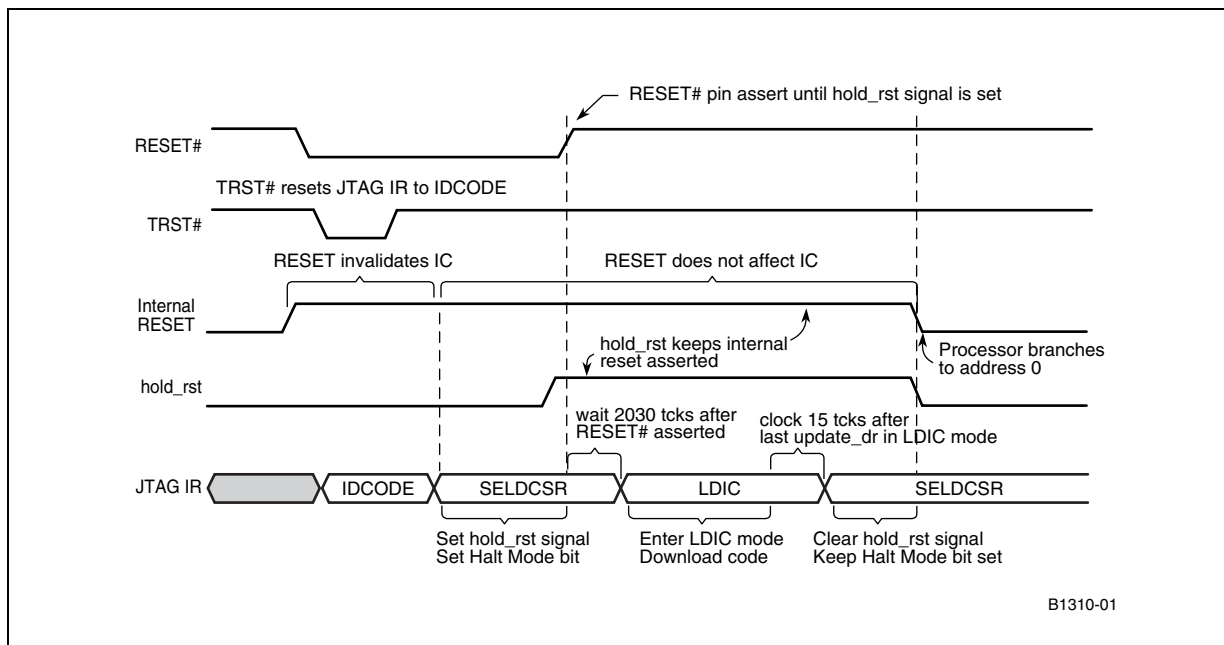 RESET# pin assert until hold_rst signal is set
RESET#
TRST# resets JTAG IR to IDCODE
TRST#
RESET invalidates IC
RESET does not affect IC
Internal
RESET
hold_rst keeps internal
reset asserted
Processor branches
to address 0
hold_rst
wait 2030 tcks after
RESET# asserted
clock 15 tcks after
last update_dr in LDIC mode
JTAG IR
IDCODE
SELDCSR
LDIC
SELDCSR
Set hold_rst signal
Set Halt Mode bit
Enter LDIC mode
Download code
Clear hold_rst signal
Keep Halt Mode bit set
B1310-01